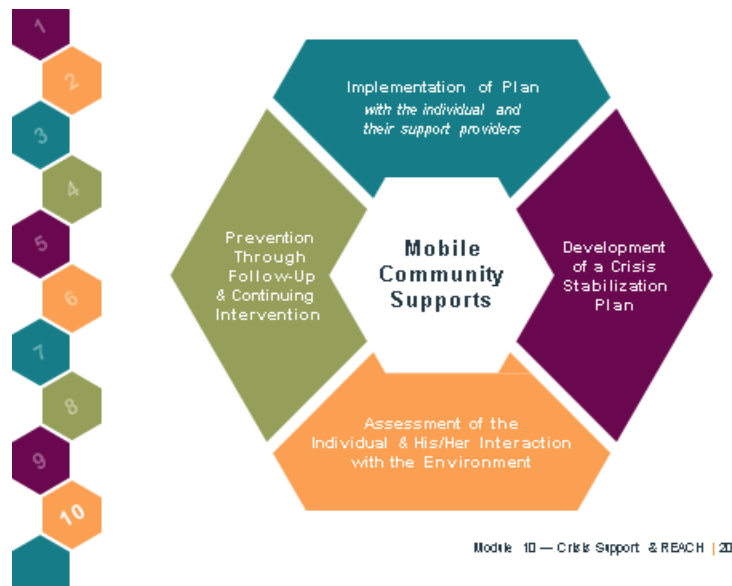 1
2
3
4
5
6
7
8
9
10
Implementation of Plan
with the individual and
their support providers
Prevention
Through
Follow-Up
& Continuing
Intervention
Mobile
Community
Supports
Development
of a Crisis
Stabilization
Plan
Assessment of the
Individual & His/Her Interaction
with the Environment
Module 10 — Crisis Support & REACH | 20